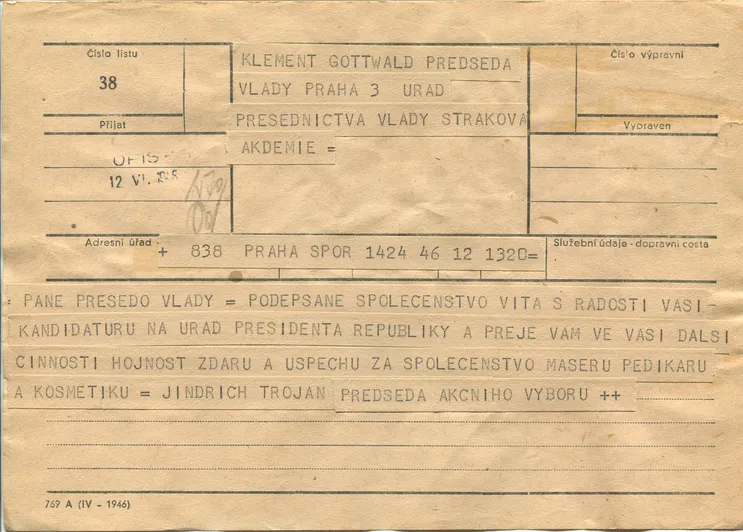 Číslo listu
38
Přijat
KLEMENT GOTTWALD PREDSEDA
VLADY PRAHA 3 URAD
PRESEDNICTVA VLADY STRAKOVA
AKDEMIE =
Číslo výpravní
Vypraven
12 VI.
Adresní úřad
Služební údaje - dopravní cesta
+ 838 PRAHA SPOR 1424 46 12 1320=
: PANE PRESEDO VLADY = PODEPSANE SPOLECENSTVO VITA S RADOSTI VASI -
KANDIDATURU NA URAD PRESIDENTA REPUBLIKY A PREJE VAM VE VASI DALSI
CINNOSTI HOJNOST ZDARU A USPECHU ZA SPOLECENSTVO MASERU PEDIKARU
A KOSMETIKU = JINDRICH TROJAN PREDSEDA AKCNIHO VYBORU ++
769 A (IV - 1946)